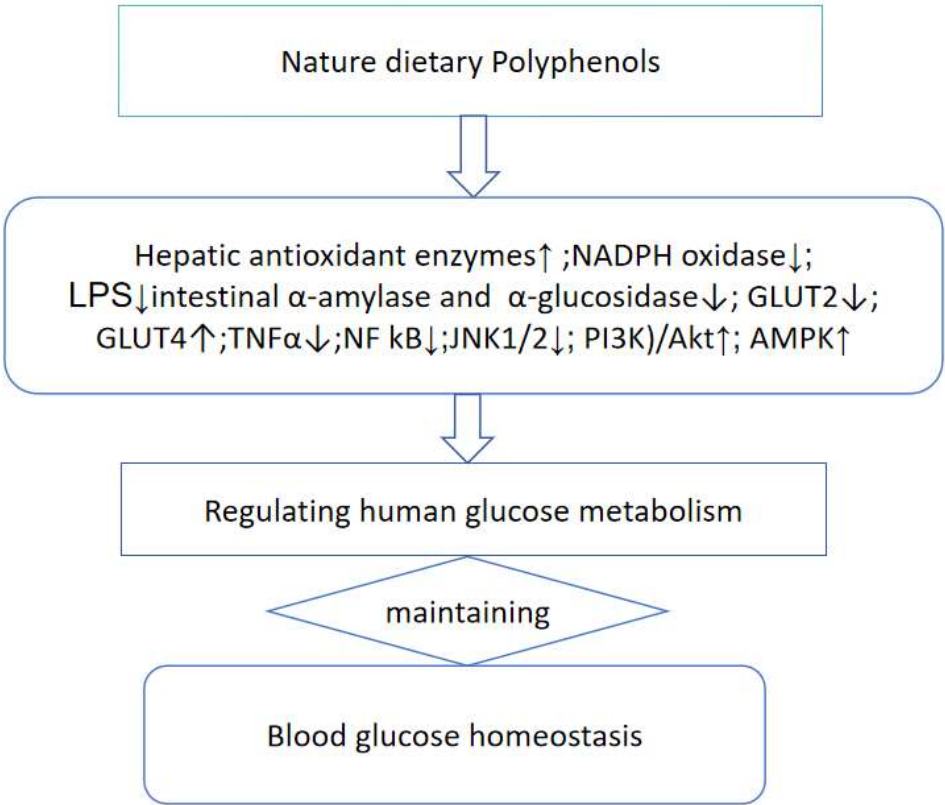 Nature dietary Polyphenols
Hepatic antioxidant enzymes↑ ;NADPH oxidase↓;
LPS↓intestinal α-amylase and α-glucosidase↓; GLUT2↓;
GLUT4↑;TNFα↓;NF kB↓;JNK1/2↓; PI3K)/Akt↑; AMPK↑
Regulating human glucose metabolism
maintaining
Blood glucose homeostasis